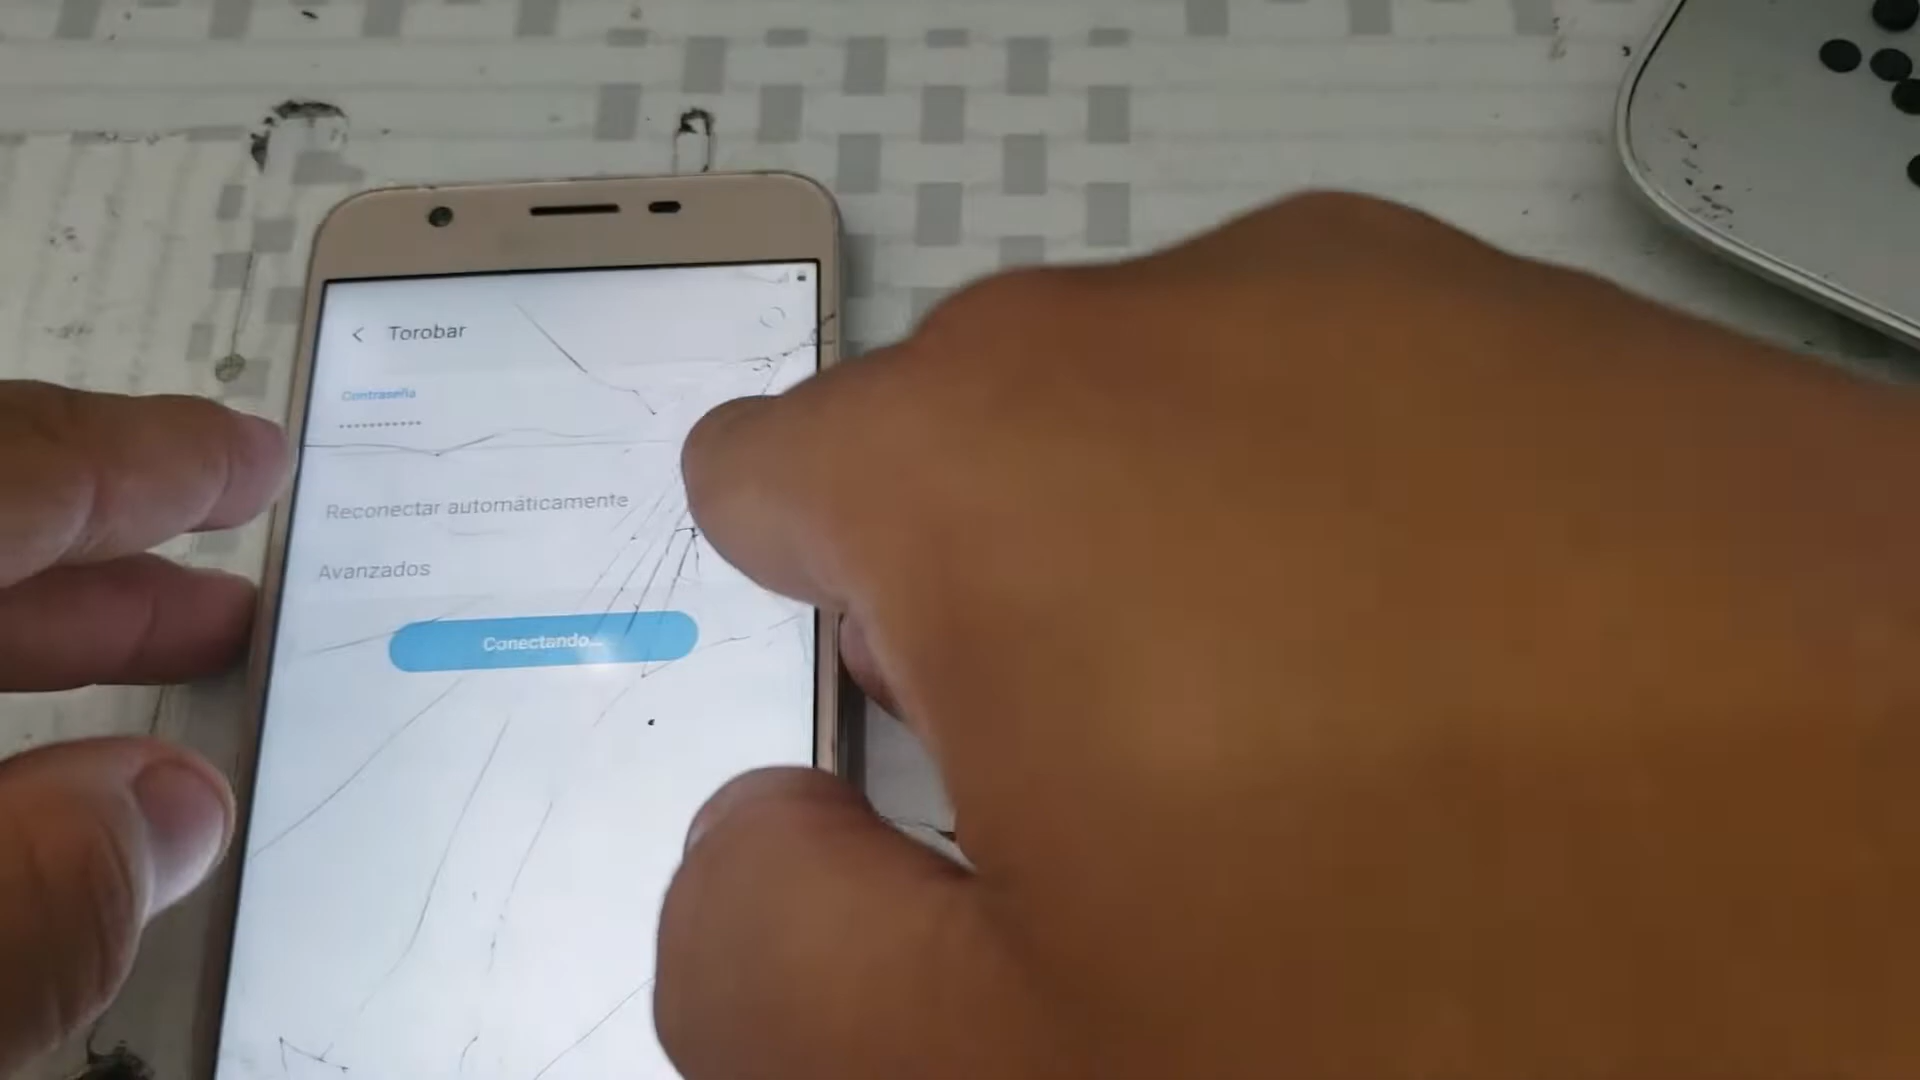 Torobar
Contraseña
•••••••••••
Reconectar automáticamente
Avanzados
Conectando...